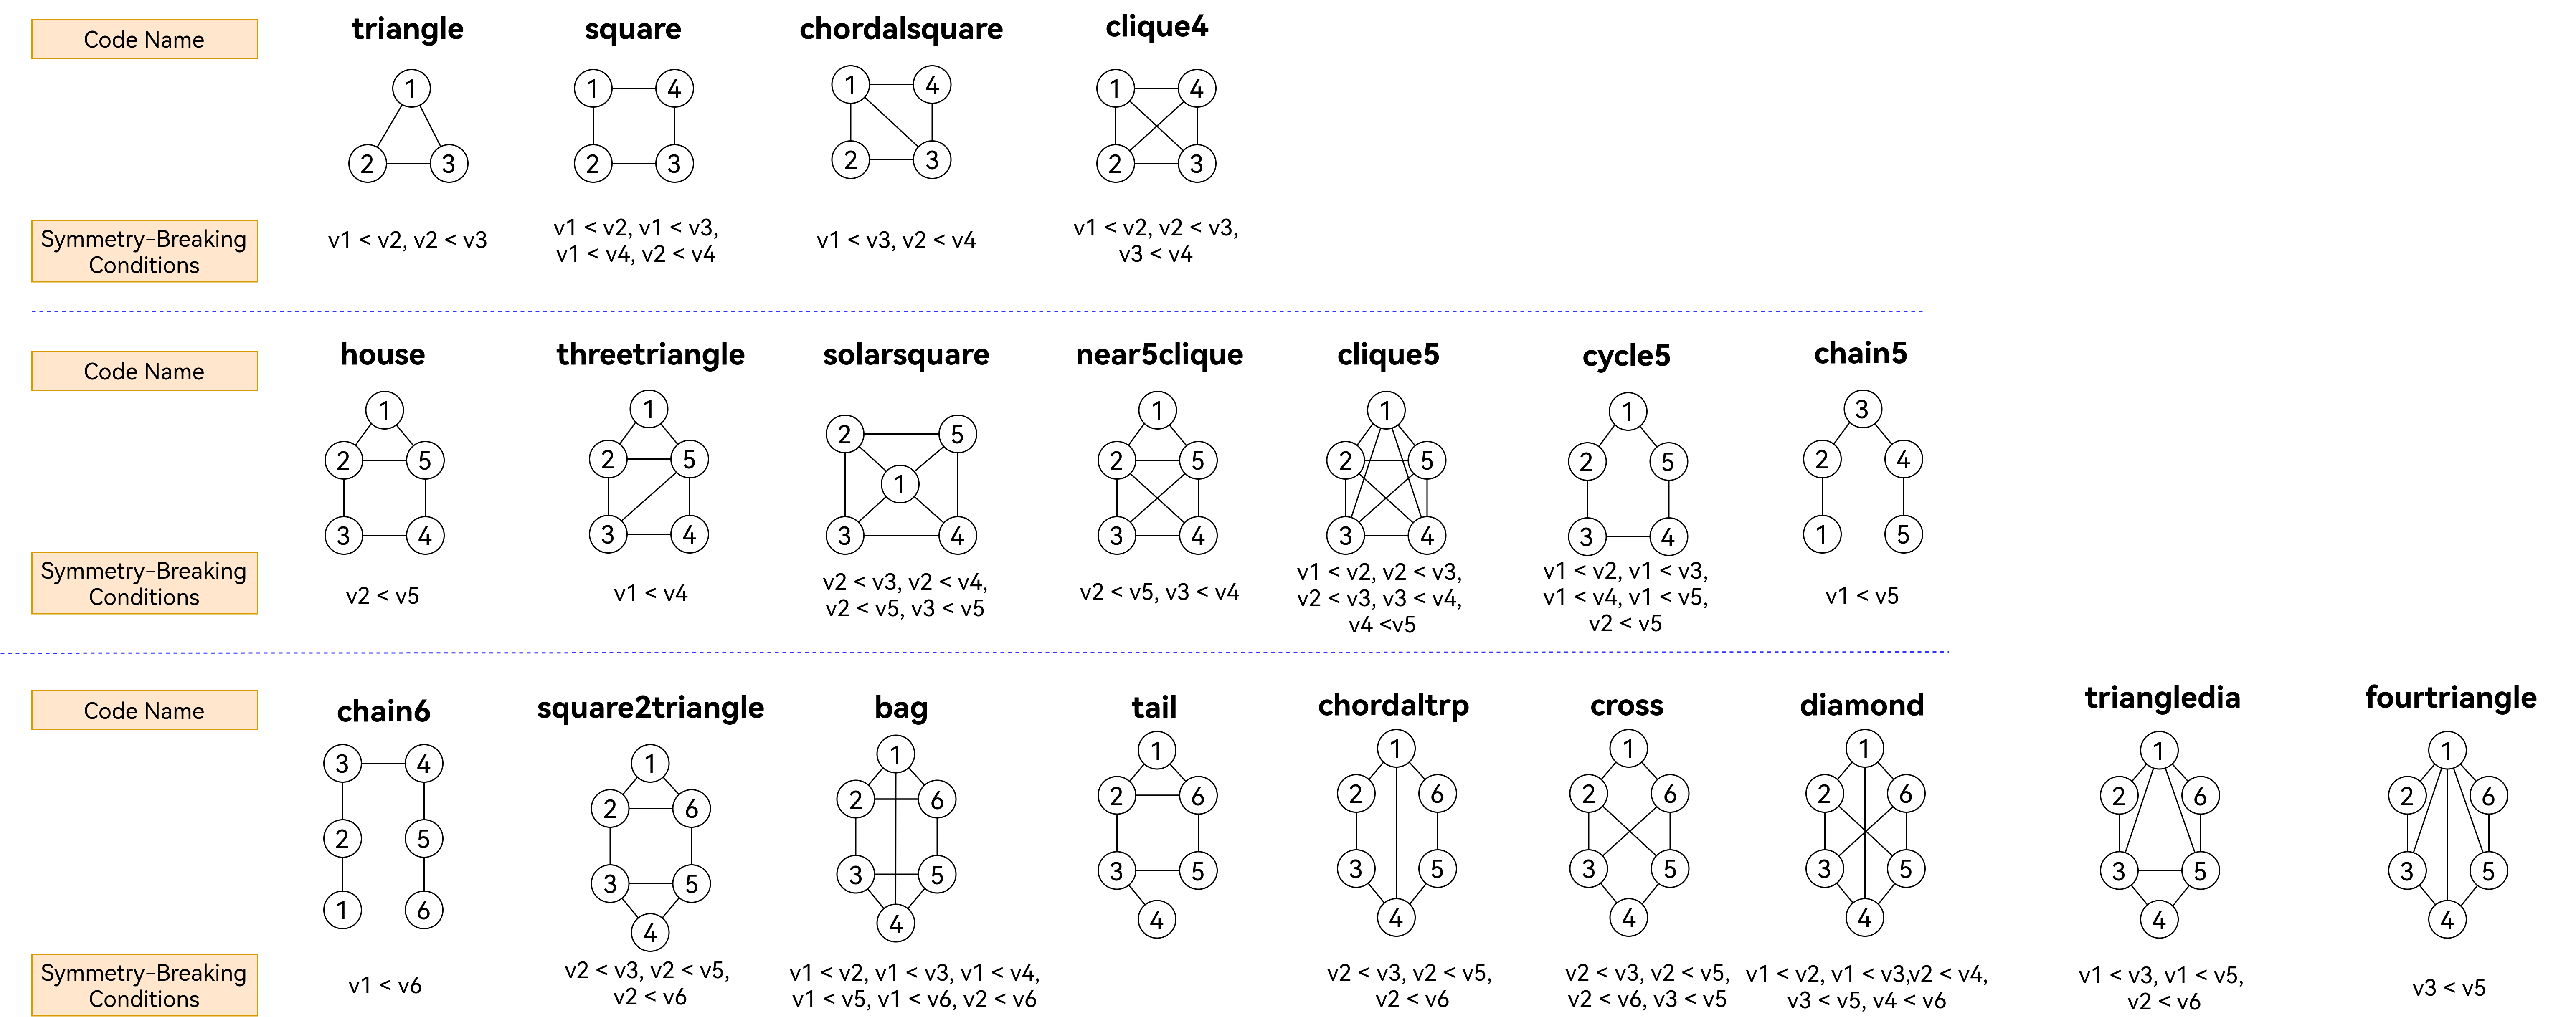 Code Name
triangle
square
chordalsquare
clique4
1
2
3
1
4
2
3
1
4
2
3
1
4
2
3
Symmetry-Breaking
Conditions
v1 < v2, v2 < v3
v1 < v2, v1 < v3,
v1 < v4, v2 < v4
v1 < v3, v2 < v4
v1 < v2, v2 < v3,
v3 < v4
Code Name
house
threetriangle
solarsquare
near5clique
clique5
cycle5
chain5
1
2
5
3
4
1
2
5
3
4
2
5
1
3
4
1
2
5
3
4
1
2
5
3
4
1
2
5
3
4
3
2
4
1
5
Symmetry-Breaking
Conditions
v2 < v5
v1 < v4
v2 < v3, v2 < v4,
v2 < v5, v3 < v5
v2 < v5, v3 < v4
v1 < v2, v2 < v3,
v2 < v3, v3 < v4,
v4 <v5
v1 < v2, v1 < v3,
v1 < v4, v1 < v5,
v2 < v5
v1 < v5
Code Name
chain6
square2triangle
bag
tail
chordaltrp
cross
diamond
triangledia
fourtriangle
3
4
2
5
1
6
1
2
6
3
5
4
1
2
6
3
5
4
1
2
6
3
5
4
1
2
6
3
5
4
1
2
6
3
5
4
1
2
6
3
5
4
1
2
6
3
5
4
1
2
6
3
5
4
Symmetry-Breaking
Conditions
v1 < v6
v2 < v3, v2 < v5,
v2 < v6
v1 < v2, v1 < v3, v1 < v4,
v1 < v5, v1 < v6, v2 < v6
v2 < v3, v2 < v5,
v2 < v6
v2 < v3, v2 < v5,
v2 < v6, v3 < v5
v1 < v2, v1 < v3,v2 < v4,
v3 < v5, v4 < v6
v1 < v3, v1 < v5,
v2 < v6
v3 < v5